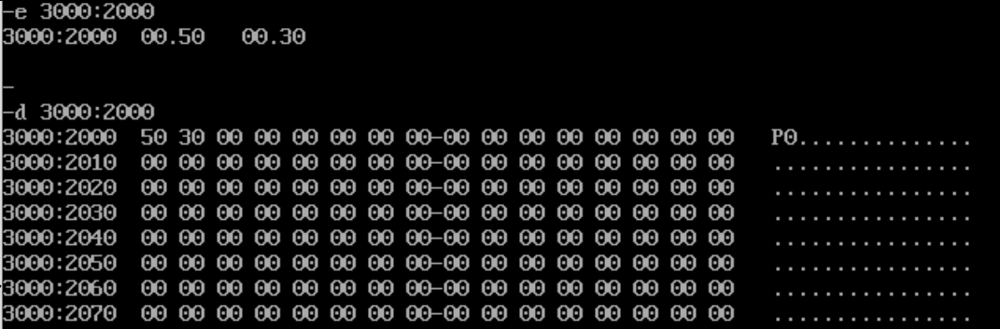 -e 3000:2000
3000:2000  00.50   00.30
-
-d 3000:2000
3000:2000  50 30 00 00 00 00 00 00-00 00 00 00 00 00 00 00   P0..............
3000:2010  00 00 00 00 00 00 00 00-00 00 00 00 00 00 00 00   ................
3000:2020  00 00 00 00 00 00 00 00-00 00 00 00 00 00 00 00   ................
3000:2030  00 00 00 00 00 00 00 00-00 00 00 00 00 00 00 00   ................
3000:2040  00 00 00 00 00 00 00 00-00 00 00 00 00 00 00 00   ................
3000:2050  00 00 00 00 00 00 00 00-00 00 00 00 00 00 00 00   ................
3000:2060  00 00 00 00 00 00 00 00-00 00 00 00 00 00 00 00   ................
3000:2070  00 00 00 00 00 00 00 00-00 00 00 00 00 00 00 00   ................